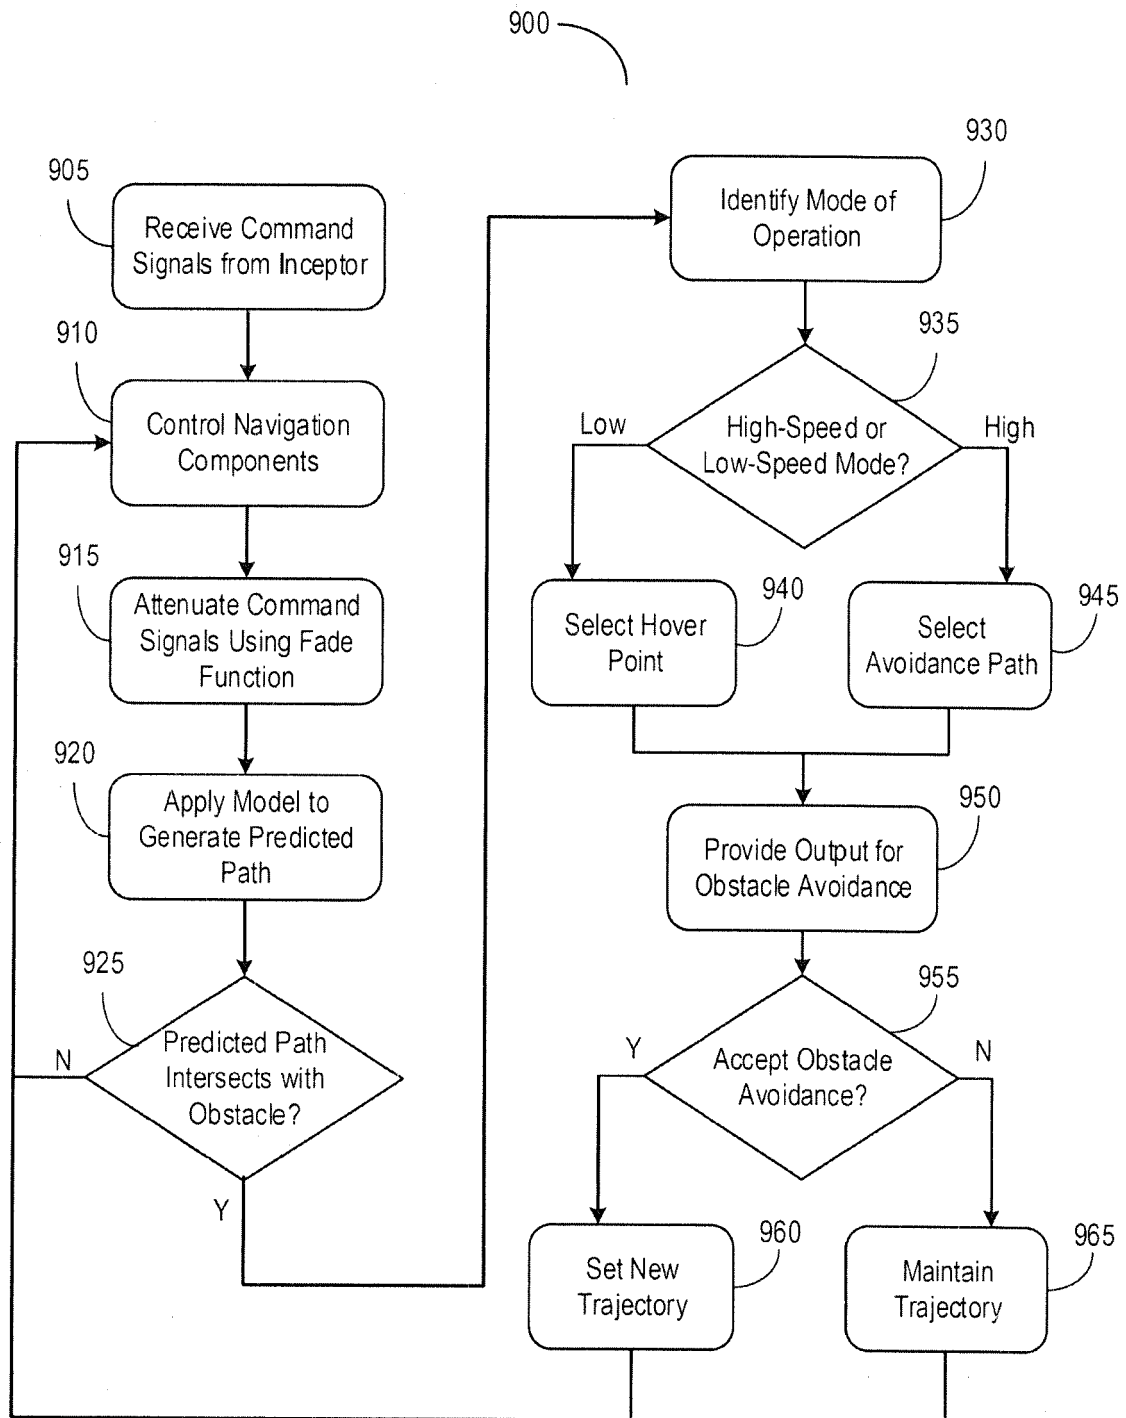 900
905
Receive Command
Signals from Inceptor
910
Control Navigation
Components
915
Attenuate Command
Signals Using Fade
Function
920
Apply Model to
Generate Predicted
Path
925
Predicted Path
Intersects with
Obstacle?
N
Y
930
Identify Mode of
Operation
935
High-Speed or
Low-Speed Mode?
Low
High
940
Select Hover
Point
945
Select
Avoidance Path
950
Provide Output for
Obstacle Avoidance
955
Accept Obstacle
Avoidance?
Y
N
960
Set New
Trajectory
965
Maintain
Trajectory